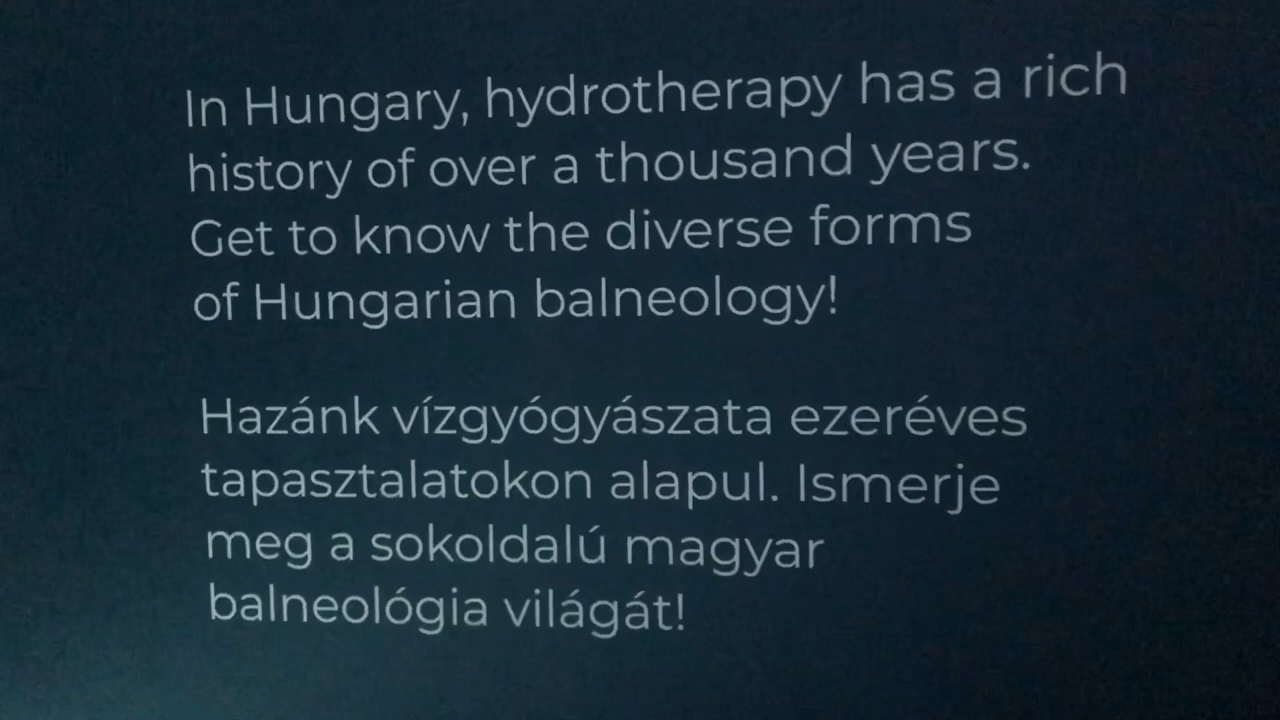 In Hungary, hydrotherapy has a rich
history of over a thousand years.
Get to know the diverse forms
of Hungarian balneology!
Hazánk vízgyógyászata ezeréves
tapasztalatokon alapul. Ismerje
meg a sokoldalú magyar
balneológia világát!